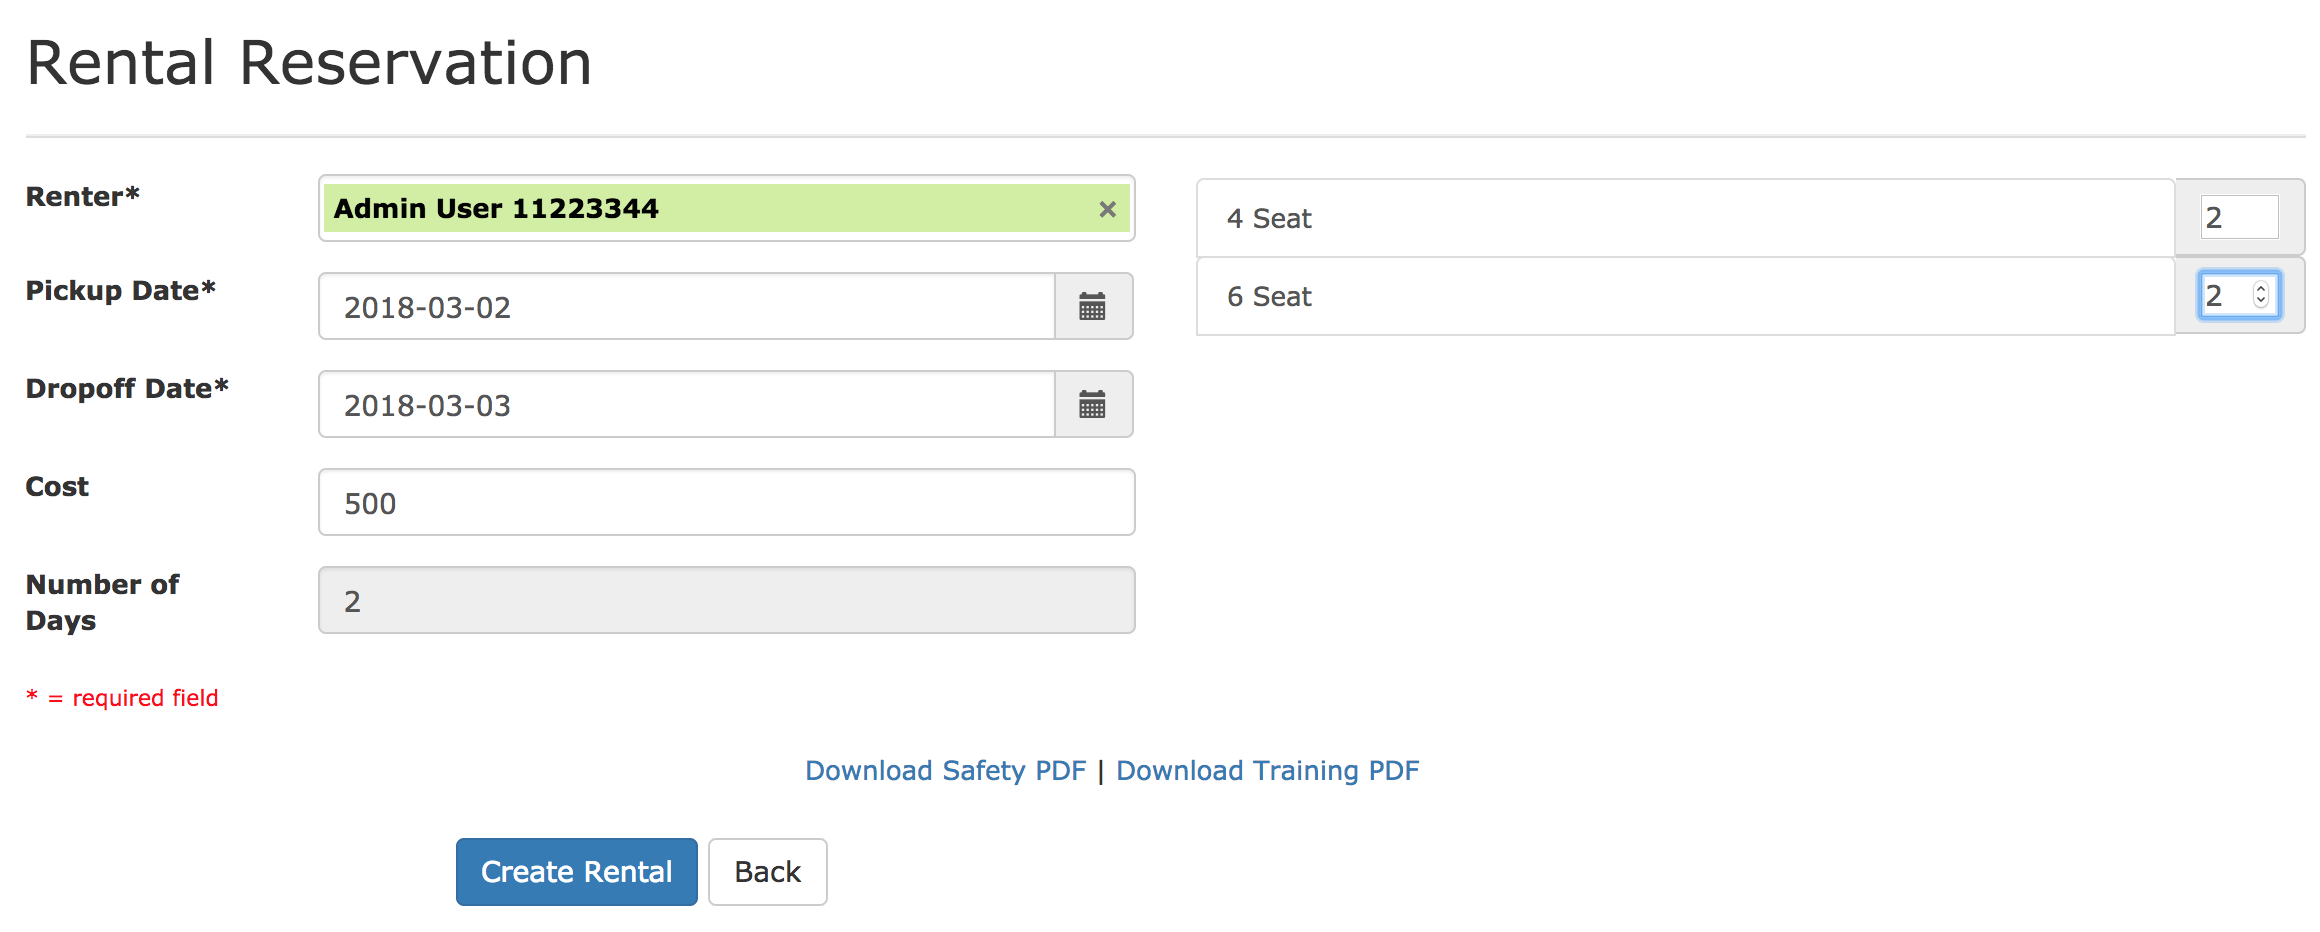 Rental Reservation
Renter*
Admin User 11223344 ×
Pickup Date*
2018-03-02
Dropoff Date*
2018-03-03
Cost
500
Number of
Days
2
4 Seat 2
6 Seat 2
* = required field
Download Safety PDF | Download Training PDF
Create Rental Back